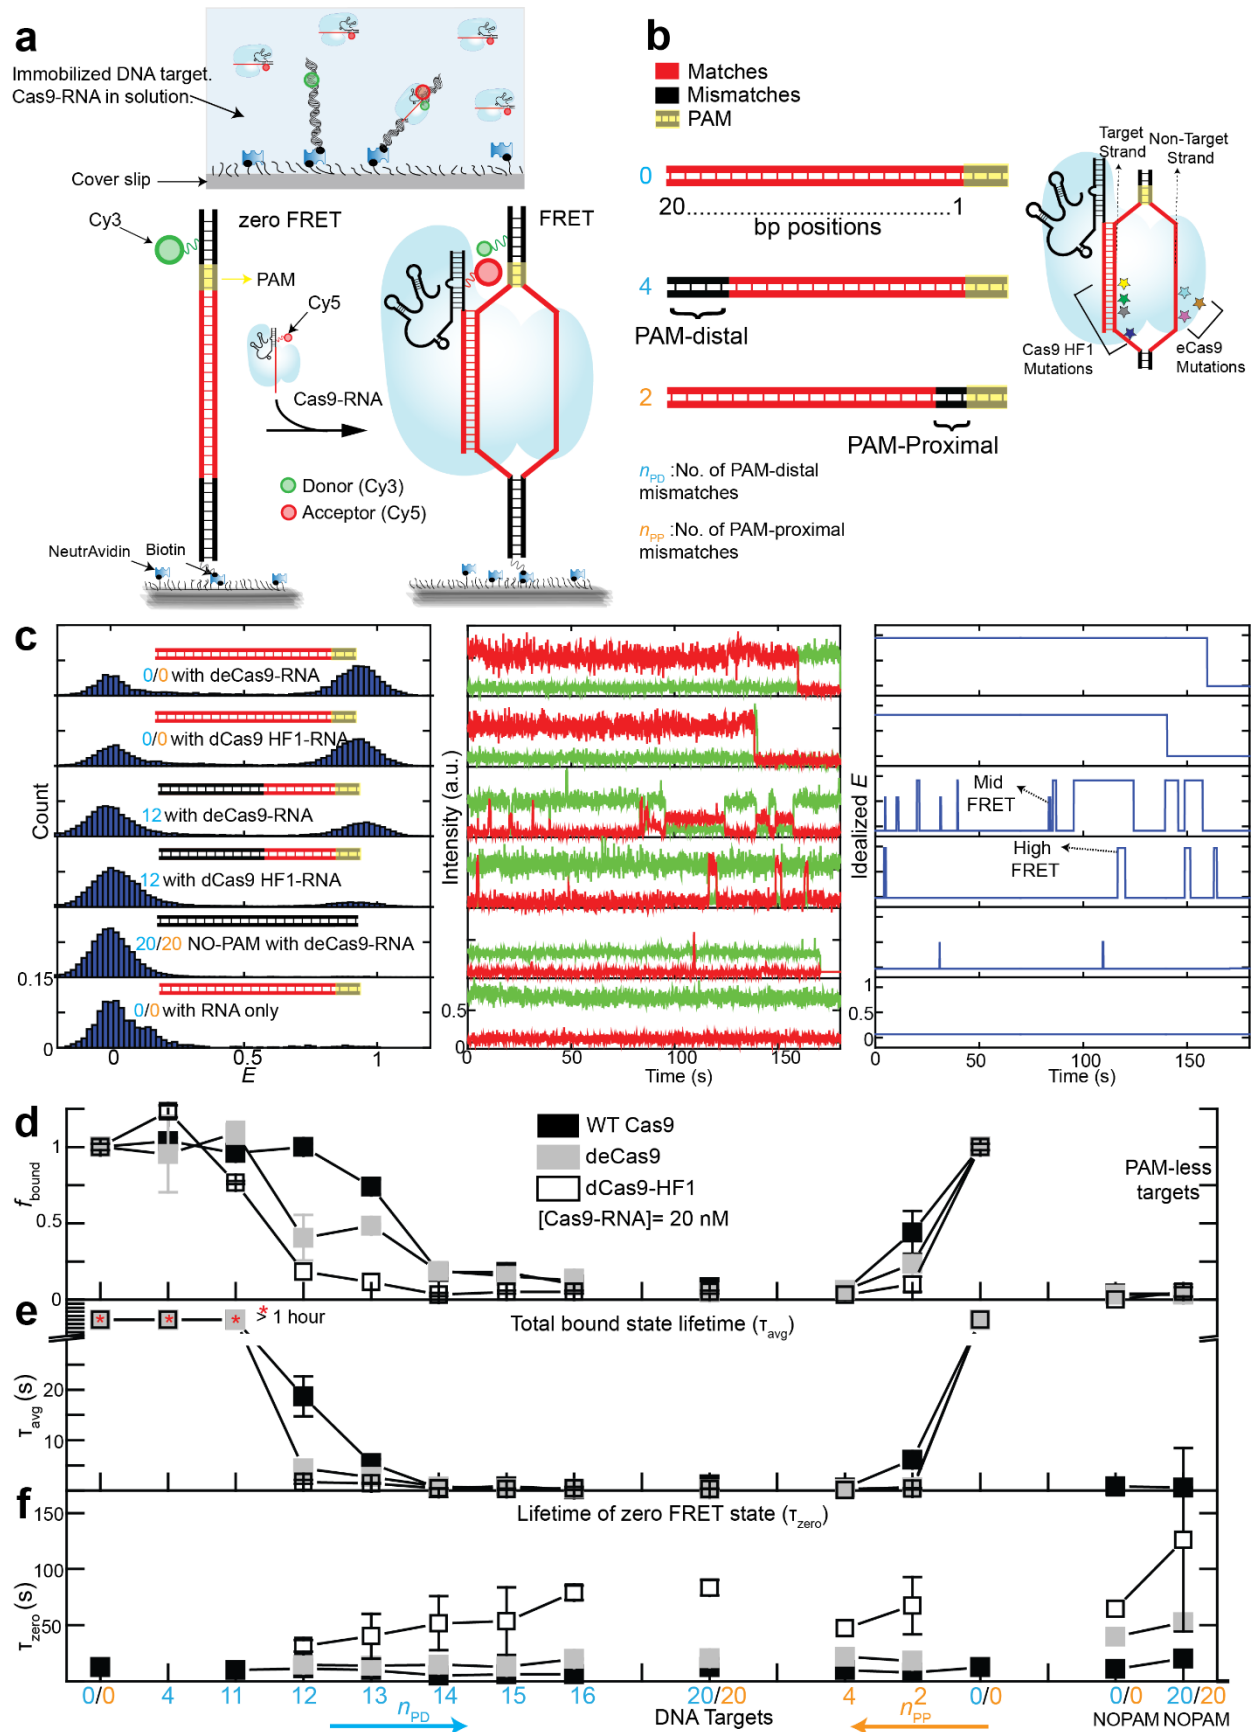 a
Immobilized DNA target.
Cas9-RNA in solution.
Cover slip
Cy3
zero FRET
FRET
PAM
Cy5
Cas9-RNA
Donor (Cy3)
Acceptor (Cy5)
NeutrAvidin
Biotin
b
Matches
Mismatches
PAM
0
20..............................1
bp positions
4
PAM-distal
2
PAM-Proximal
Target
Strand
Non-Target
Strand
Cas9 HF1
Mutations
eCas9
Mutations
nPD :No. of PAM-distal
mismatches
nPP :No. of PAM-proximal
mismatches
c
0/0 with deCas9-RNA
0/0 with dCas9 HF1-RNA
12 with deCas9-RNA
12 with dCas9 HF1-RNA
20/20 NO-PAM with deCas9-RNA
0/0 with RNA only
Count
0.15
0
0 0.5 1
E
Intensity (a.u.)
0.5
0
0 50 100 150
Time (s)
Idealized E
Mid
FRET
High
FRET
1
0.5
0
0 50 100 150
Time (s)
d
fbound
1
0.5
0
WT Cas9
deCas9
dCas9-HF1
[Cas9-RNA]= 20 nM
PAM-less
targets
e
* > 1 hour
Total bound state lifetime (τavg)
τavg (s)
20
10
f
Lifetime of zero FRET state (τzero)
τzero (s)
150
100
50
0/0 4 11 12 13 14 15 16 20/20 4 2 0/0 0/0 20/20
nPD
DNA Targets
nPP
NOPAM NOPAM